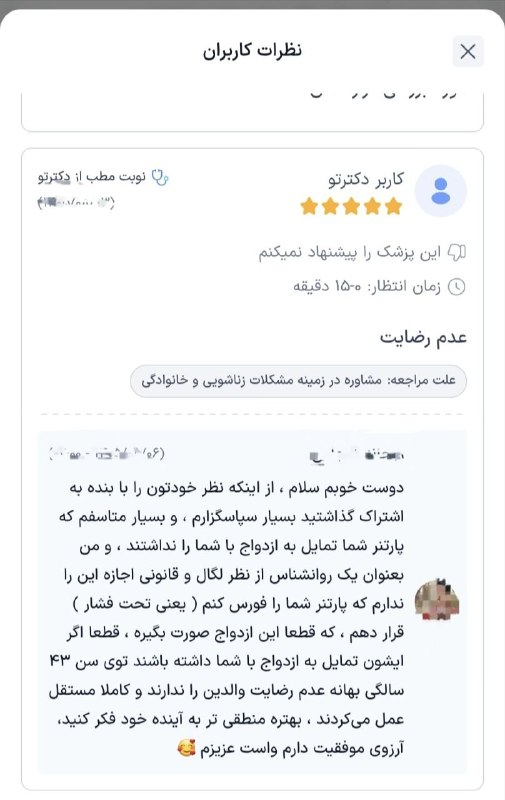 نظرات کاربران
کاربر دکترتو
نوبت مطب از دکترتو
این پزشک را پیشنهاد نمیکنم
زمان انتظار: ۰-۱۵ دقیقه
عدم رضایت
علت مراجعه: مشاوره در زمینه مشکلات زناشویی و خانوادگی
دوست خوبم سلام ، از اینکه نظر خودتون را با بنده به
اشتراک گذاشتید بسیار سپاسگزارم ، و بسیار متاسفم که
پارتنر شما تمایل به ازدواج با شما را نداشتند ، و من
بعنوان یک روانشناس از نظر لگال و قانونی اجازه این را
ندارم که پارتنر شما را فورس کنم ( یعنی تحت فشار )
قرار دهم ، که قطعا این ازدواج صورت بگیره ، قطعا اگر
ایشون تمایل به ازدواج با شما داشته باشند توی سن ۴۳
سالگی بهانه عدم رضایت والدین را ندارند و کاملا مستقل
عمل می‌کردند ، بهتره منطقی تر به آینده خود فکر کنید،
آرزوی موفقیت دارم واست عزیزم 🥰